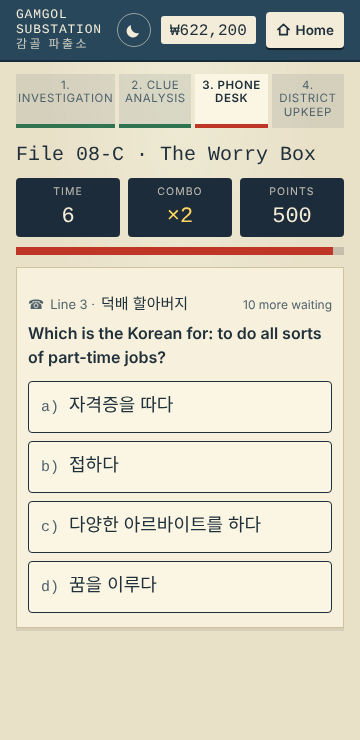 GAMGOL
SUBSTATION
감골 파출소
₩622,200
Home
1. INVESTIGATION
2. CLUE ANALYSIS
3. PHONE DESK
4. DISTRICT UPKEEP
File 08-C · The Worry Box
TIME
6
COMBO
×2
POINTS
500
☎ Line 3 · 덕배 할아버지
10 more waiting
Which is the Korean for: to do all sorts
of part-time jobs?
a) 자격증을 따다
b) 접하다
c) 다양한 아르바이트를 하다
d) 꿈을 이루다